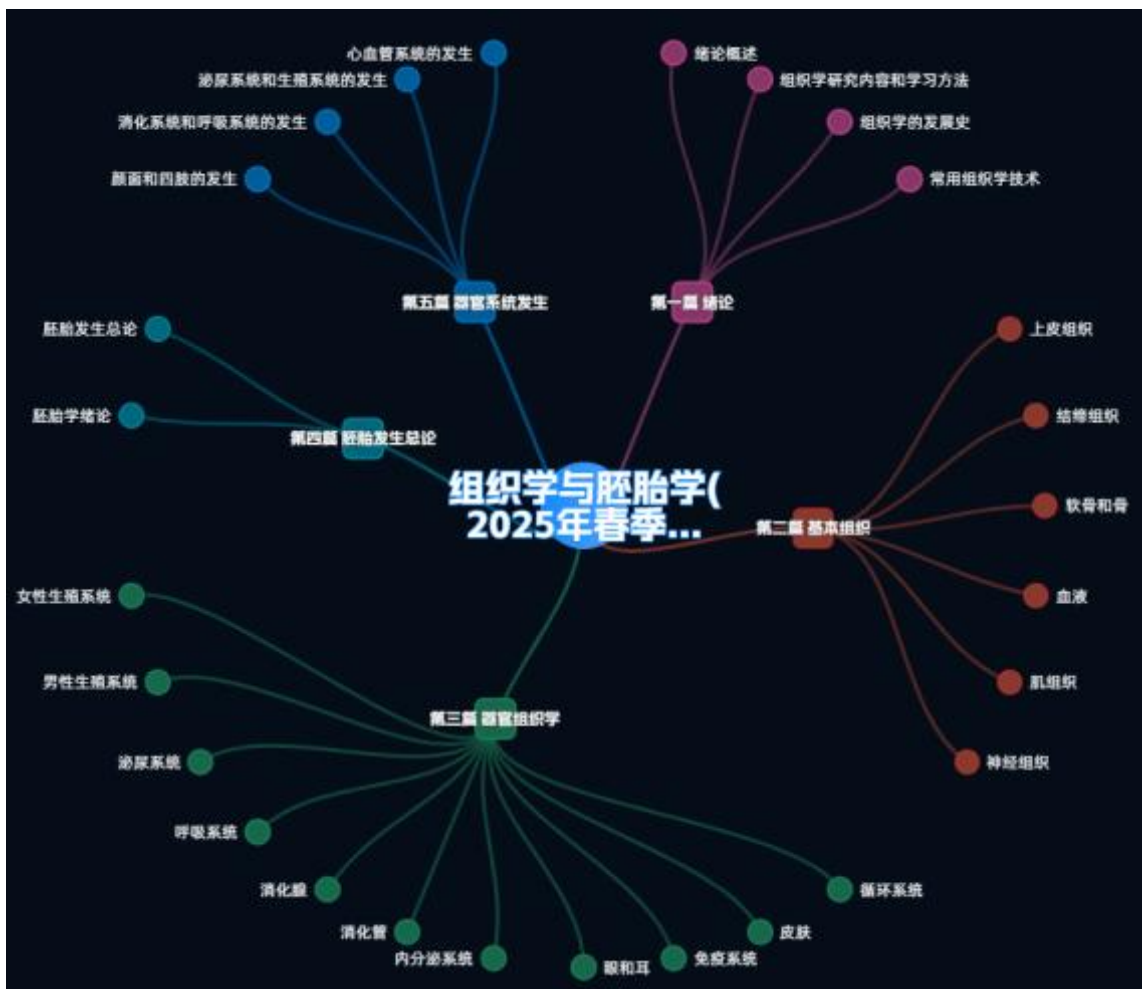 心血管系统的发生
泌尿系统和生殖系统的发生
消化系统和呼吸系统的发生
颜面和四肢的发生
第五篇 器官系统发生
绪论概述
组织学研究内容和学习方法
组织学的发展史
常用组织学技术
第一篇 绪论
胚胎发生总论
胚胎学绪论
第四篇 胚胎发生总论
组织学与胚胎学(
2025年春季...
上皮组织
结缔组织
软骨和骨
血液
肌组织
神经组织
第二篇 基本组织
女性生殖系统
男性生殖系统
泌尿系统
呼吸系统
消化腺
消化管
内分泌系统
眼和耳
免疫系统
皮肤
循环系统
第三篇 器官组织学